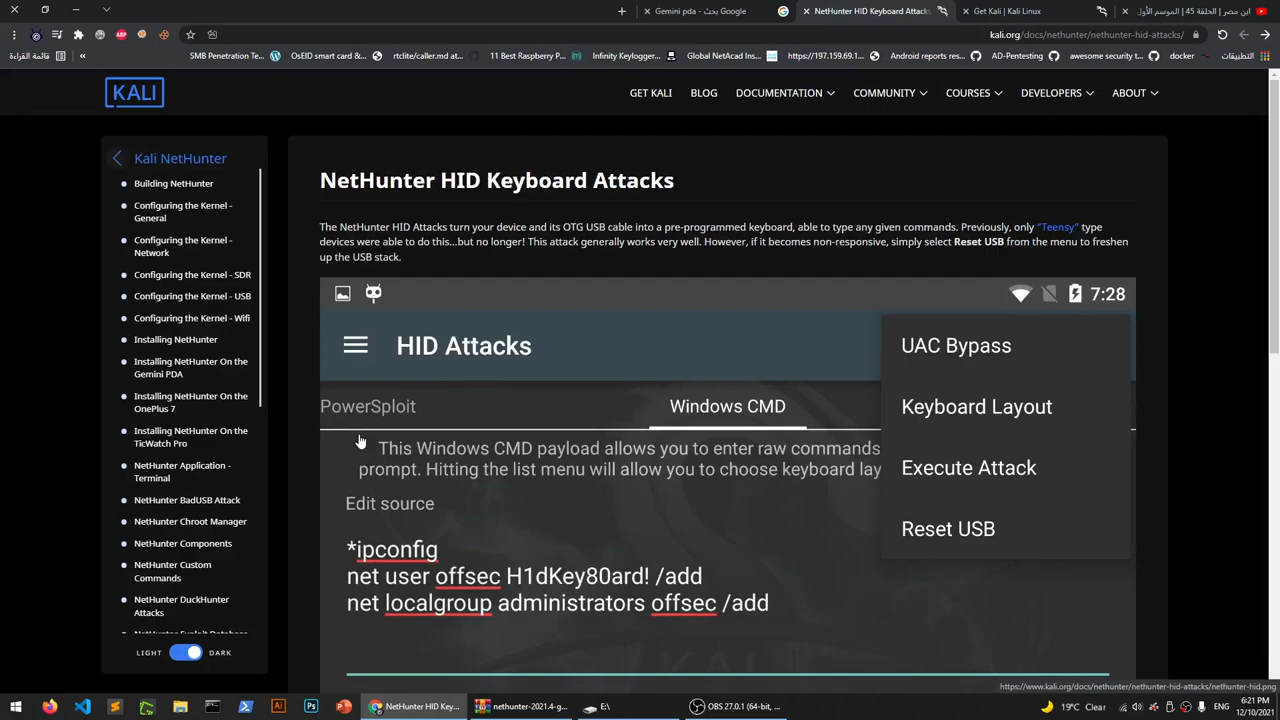 Gemini pda - بحث Google
NetHunter HID Keyboard Attacks
Get Kali | Kali Linux
ابن مصر | الحلقة 45 | الموسم الأول
kali.org/docs/nethunter/nethunter-hid-attacks/
ABP
قائمة القراءة
SMB Penetration Te...
OsEID smart card &...
rtctlite/car_md at...
11 Best Raspberry P...
Infinity Keylogger...
Global NetAcad Ins...
https://197.159.69.1...
Android reports res...
AD-Pentesting
awesome security t...
docker
التطبيقات
KALI
GET KALI
BLOG
DOCUMENTATION
COMMUNITY
COURSES
DEVELOPERS
ABOUT
Kali NetHunter
Building NetHunter
Configuring the Kernel -
General
Configuring the Kernel -
Network
Configuring the Kernel - SDR
Configuring the Kernel - USB
Configuring the Kernel - Wifi
Installing NetHunter
Installing NetHunter On the
Gemini PDA
Installing NetHunter On the
OnePlus 7
Installing NetHunter On the
TicWatch Pro
NetHunter Application -
Terminal
NetHunter BadUSB Attack
NetHunter Chroot Manager
NetHunter Components
NetHunter Custom
Commands
NetHunter DuckHunter
Attacks
NetHunter Exploit Database
LIGHT
DARK
NetHunter HID Keyboard Attacks
The NetHunter HID Attacks turn your device and its OTG USB cable into a pre-programmed keyboard, able to type any given commands. Previously, only “Teensy” type
devices were able to do this...but no longer! This attack generally works very well. However, if it becomes non-responsive, simply select Reset USB from the menu to freshen
up the USB stack.
7:28
HID Attacks
UAC Bypass
Keyboard Layout
Execute Attack
Reset USB
PowerSploit
Windows CMD
This Windows CMD payload allows you to enter raw commands
prompt. Hitting the list menu will allow you to choose keyboard lay
Edit source
*ipconfig
net user offsec H1dKey80ard! /add
net localgroup administrators offsec /add
KALI
https://www.kali.org/docs/nethunter/nethunter-hid-attacks/nethunter-hid.png
NetHunter HID Key...
nethunter-2021.4-g...
E:\
OBS 27.0.1 (64-bit, ...
19°C Clear
ENG
6:21 PM
12/10/2021